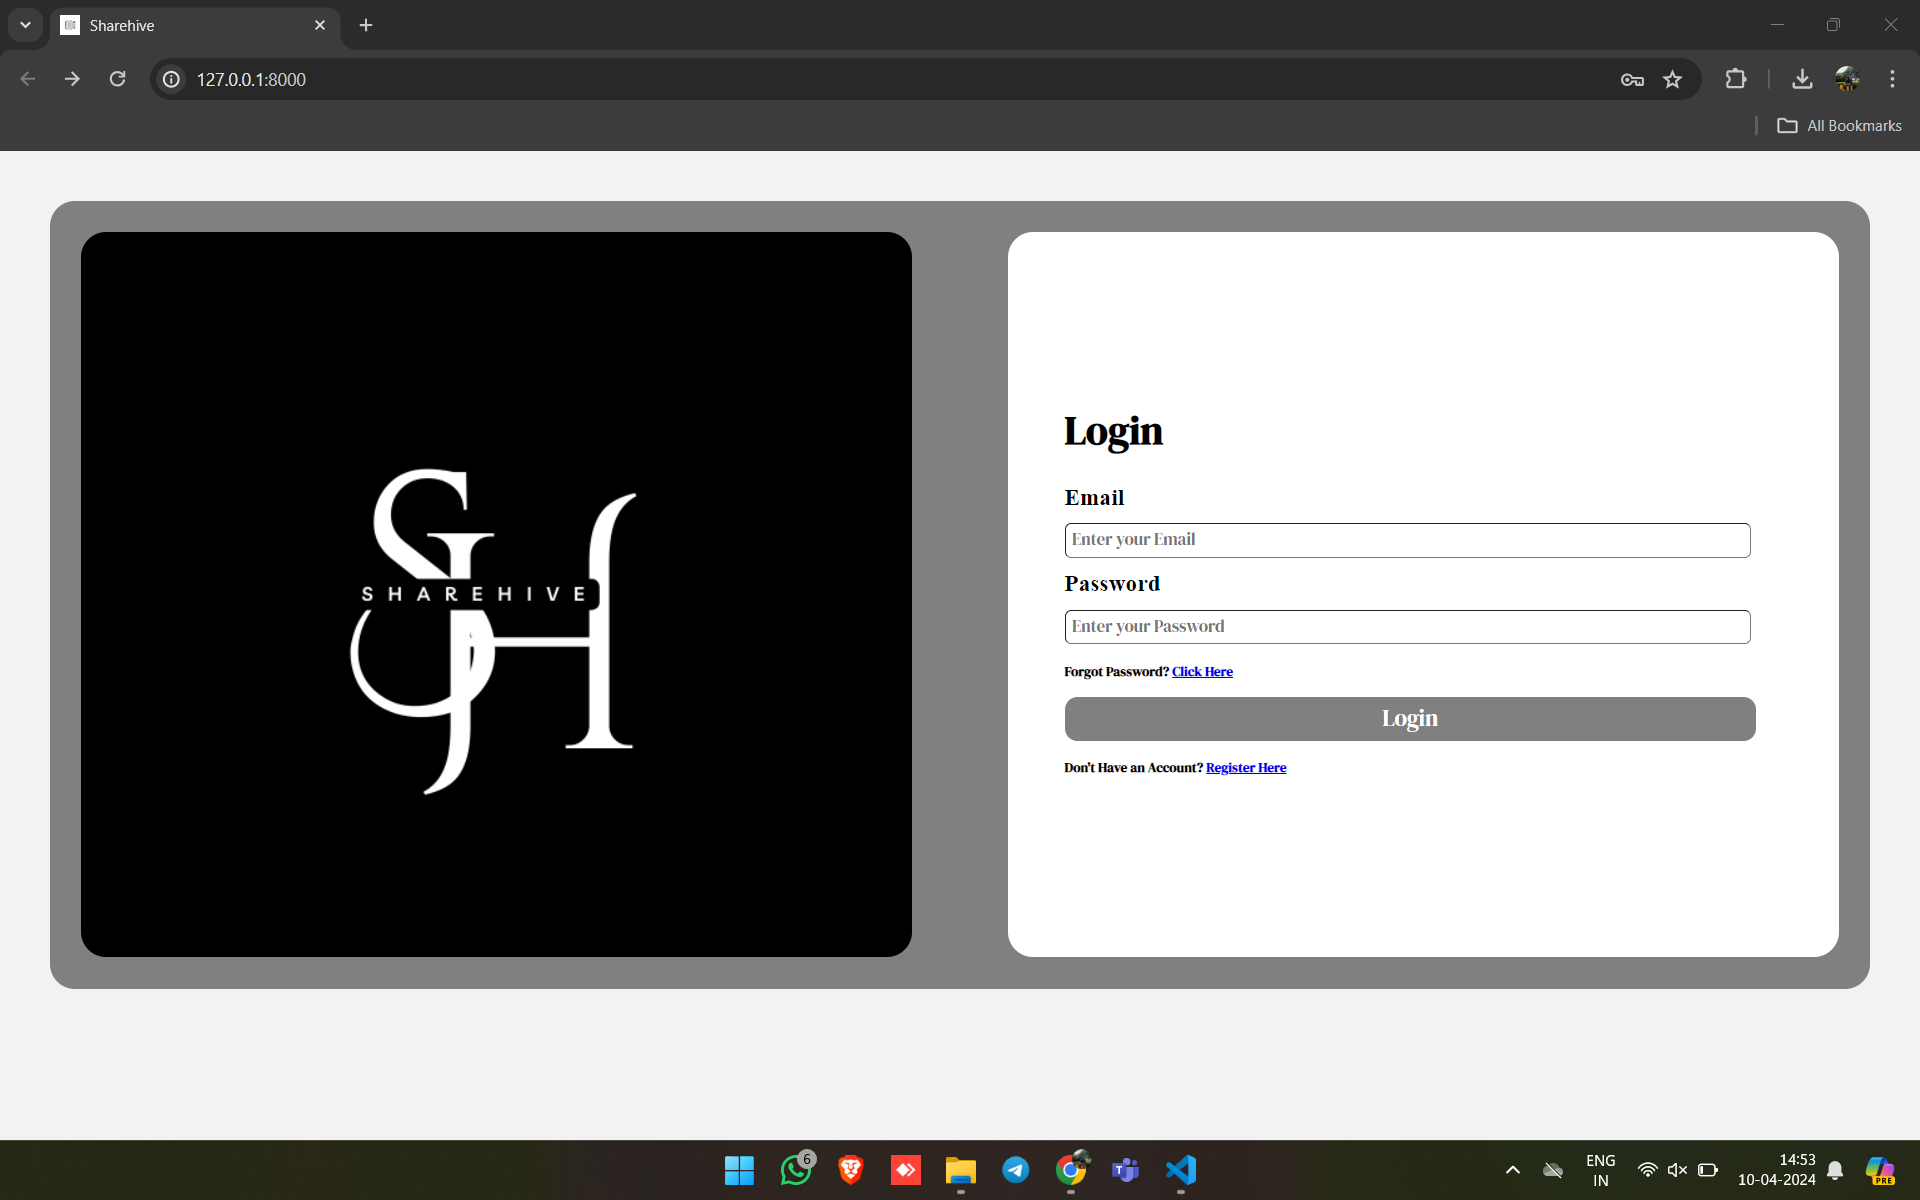 Sharehive
127.0.0.1:8000
All Bookmarks
SHAREHIVE
Login
Email
Enter your Email
Password
Enter your Password
Forgot Password? Click Here
Login
Don't Have an Account? Register Here
6
T
ENG
IN
14:53
10-04-2024
PRE